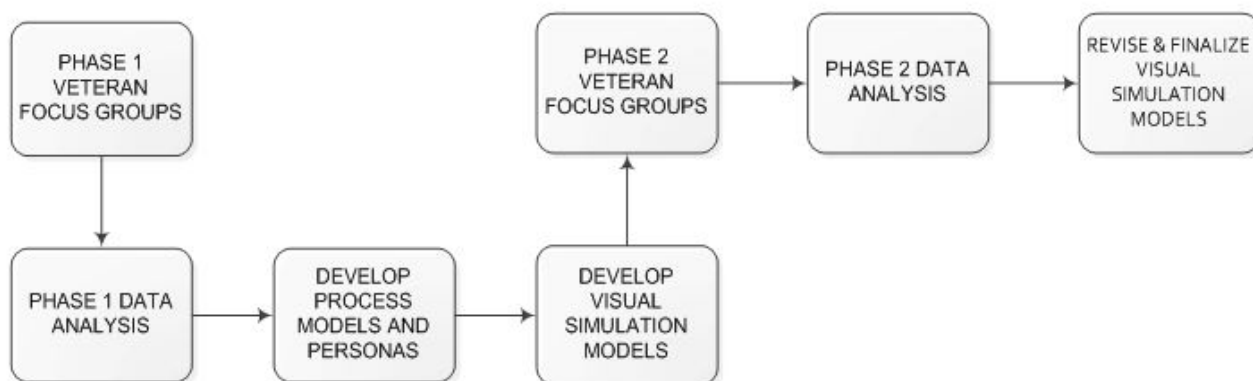 PHASE 1
VETERAN
FOCUS GROUPS
PHASE 1 DATA
ANALYSIS
DEVELOP
PROCESS
MODELS AND
PERSONAS
DEVELOP
VISUAL
SIMULATION
MODELS
PHASE 2
VETERAN
FOCUS GROUPS
PHASE 2 DATA
ANALYSIS
REVISE & FINALIZE
VISUAL
SIMULATION
MODELS